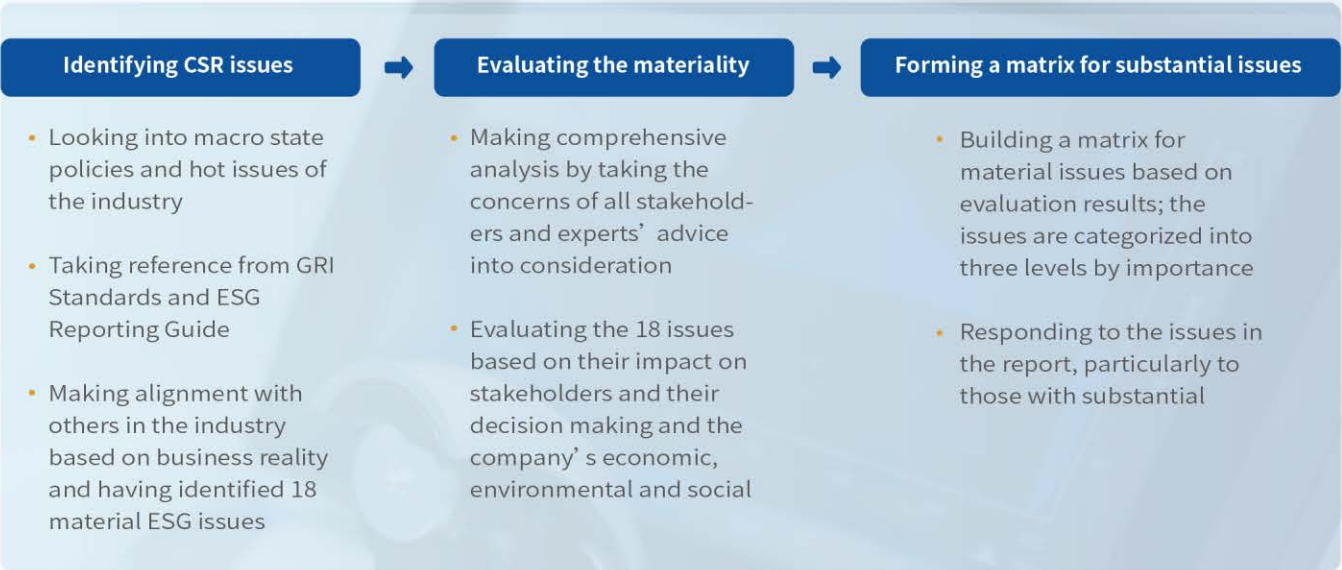 Identifying CSR issues
• Looking into macro state
policies and hot issues of
the industry
• Taking reference from GRI
Standards and ESG
Reporting Guide
• Making alignment with
others in the industry
based on business reality
and having identified 18
material ESG issues
Evaluating the materiality
• Making comprehensive
analysis by taking the
concerns of all stakehold-
ers and experts’ advice
into consideration
• Evaluating the 18 issues
based on their impact on
stakeholders and their
decision making and the
company’ s economic,
environmental and social
Forming a matrix for substantial issues
• Building a matrix for
material issues based on
evaluation results; the
issues are categorized into
three levels by importance
• Responding to the issues in
the report, particularly to
those with substantial